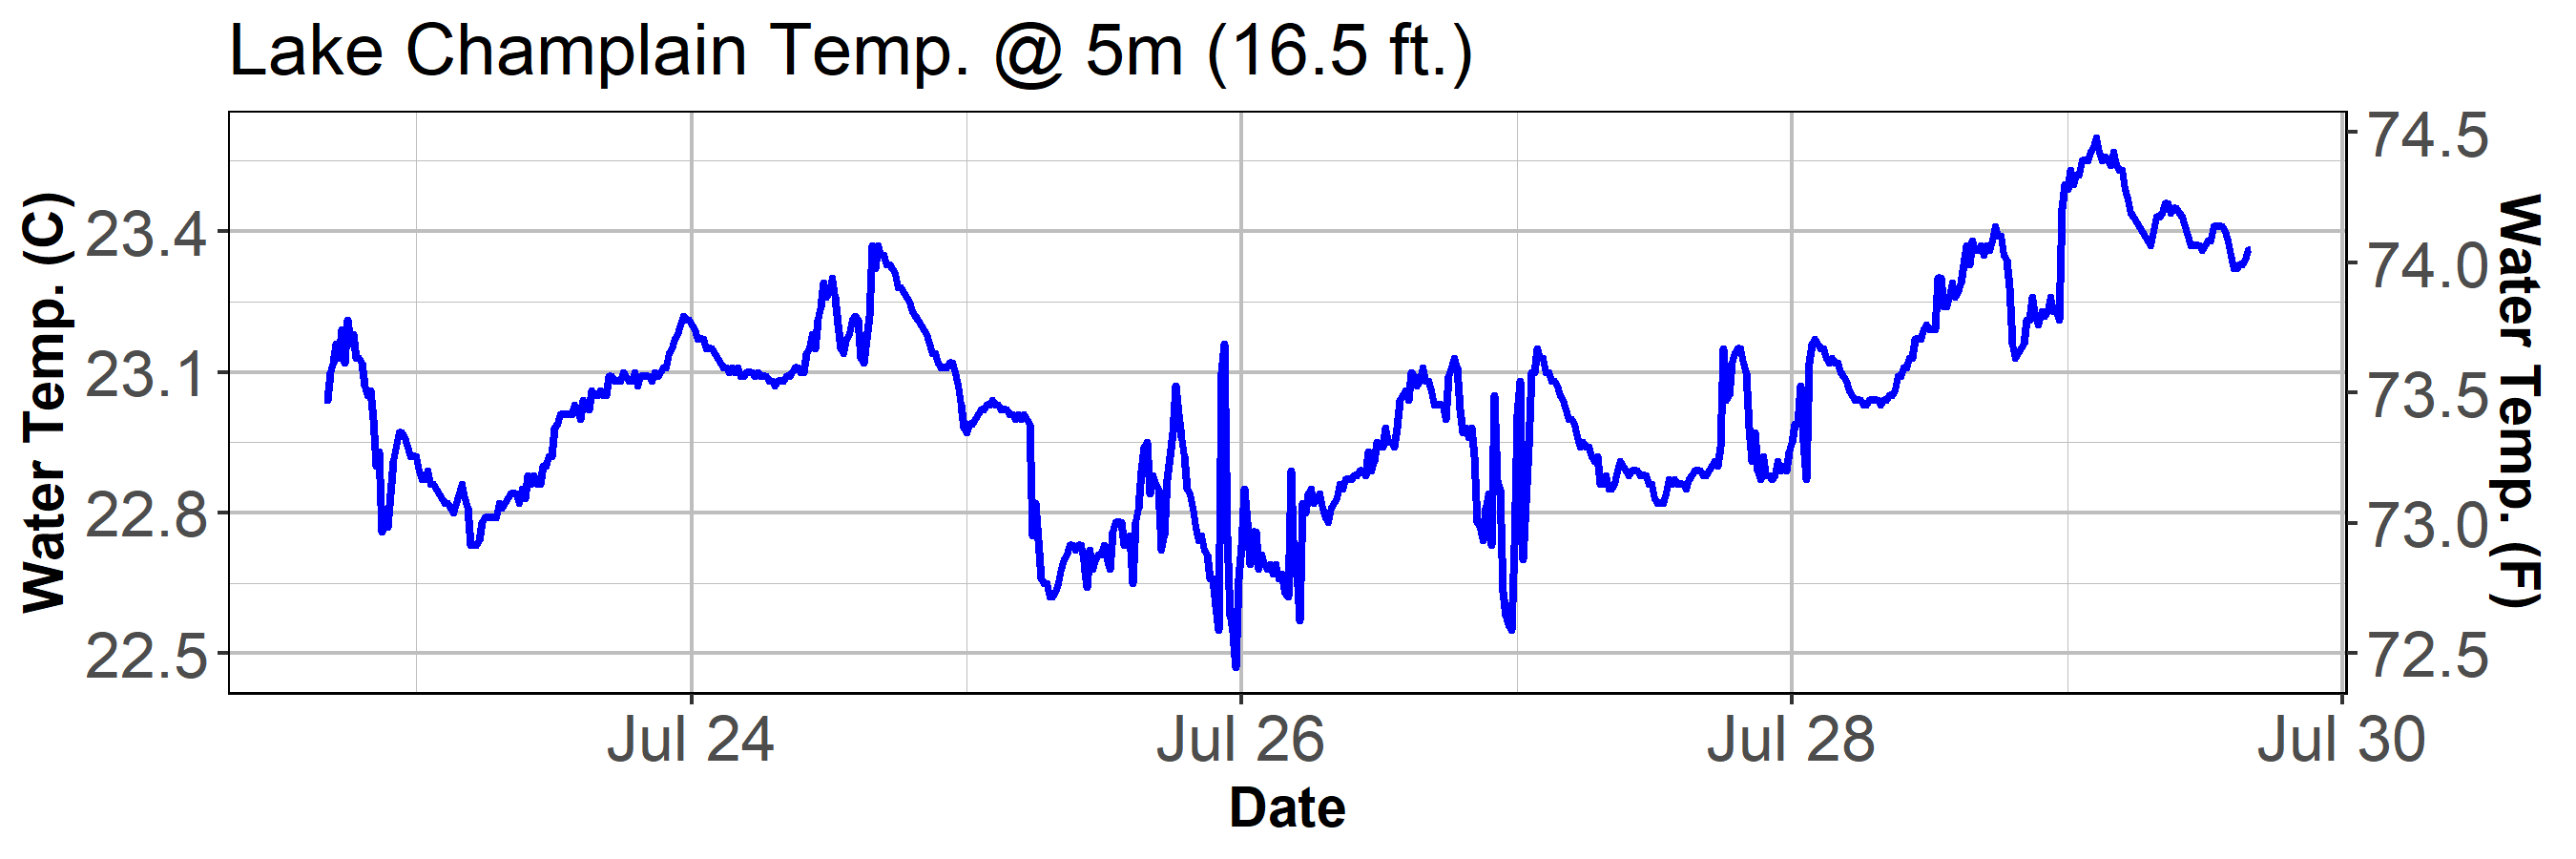 Lake Champlain Temp. @ 5m (16.5 ft.)
Water Temp. (C)
23.4
23.1
22.8
22.5
74.5
74.0
73.5
73.0
72.5
Water Temp. (F)
Jul 24 Jul 26 Jul 28 Jul 30
Date